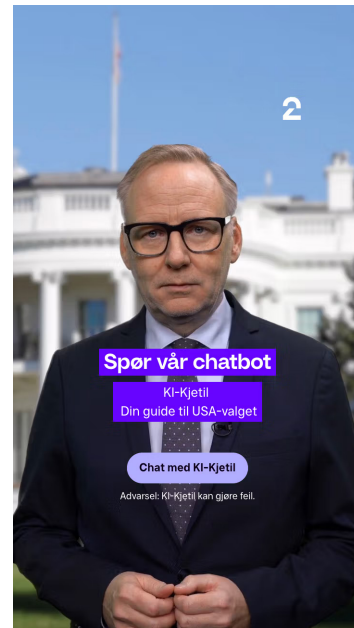 2
Spør vår chatbot
KI-Kjetil
Din guide til USA-valget
Chat med KI-Kjetil
Advarsel: KI-Kjetil kan gjøre feil.